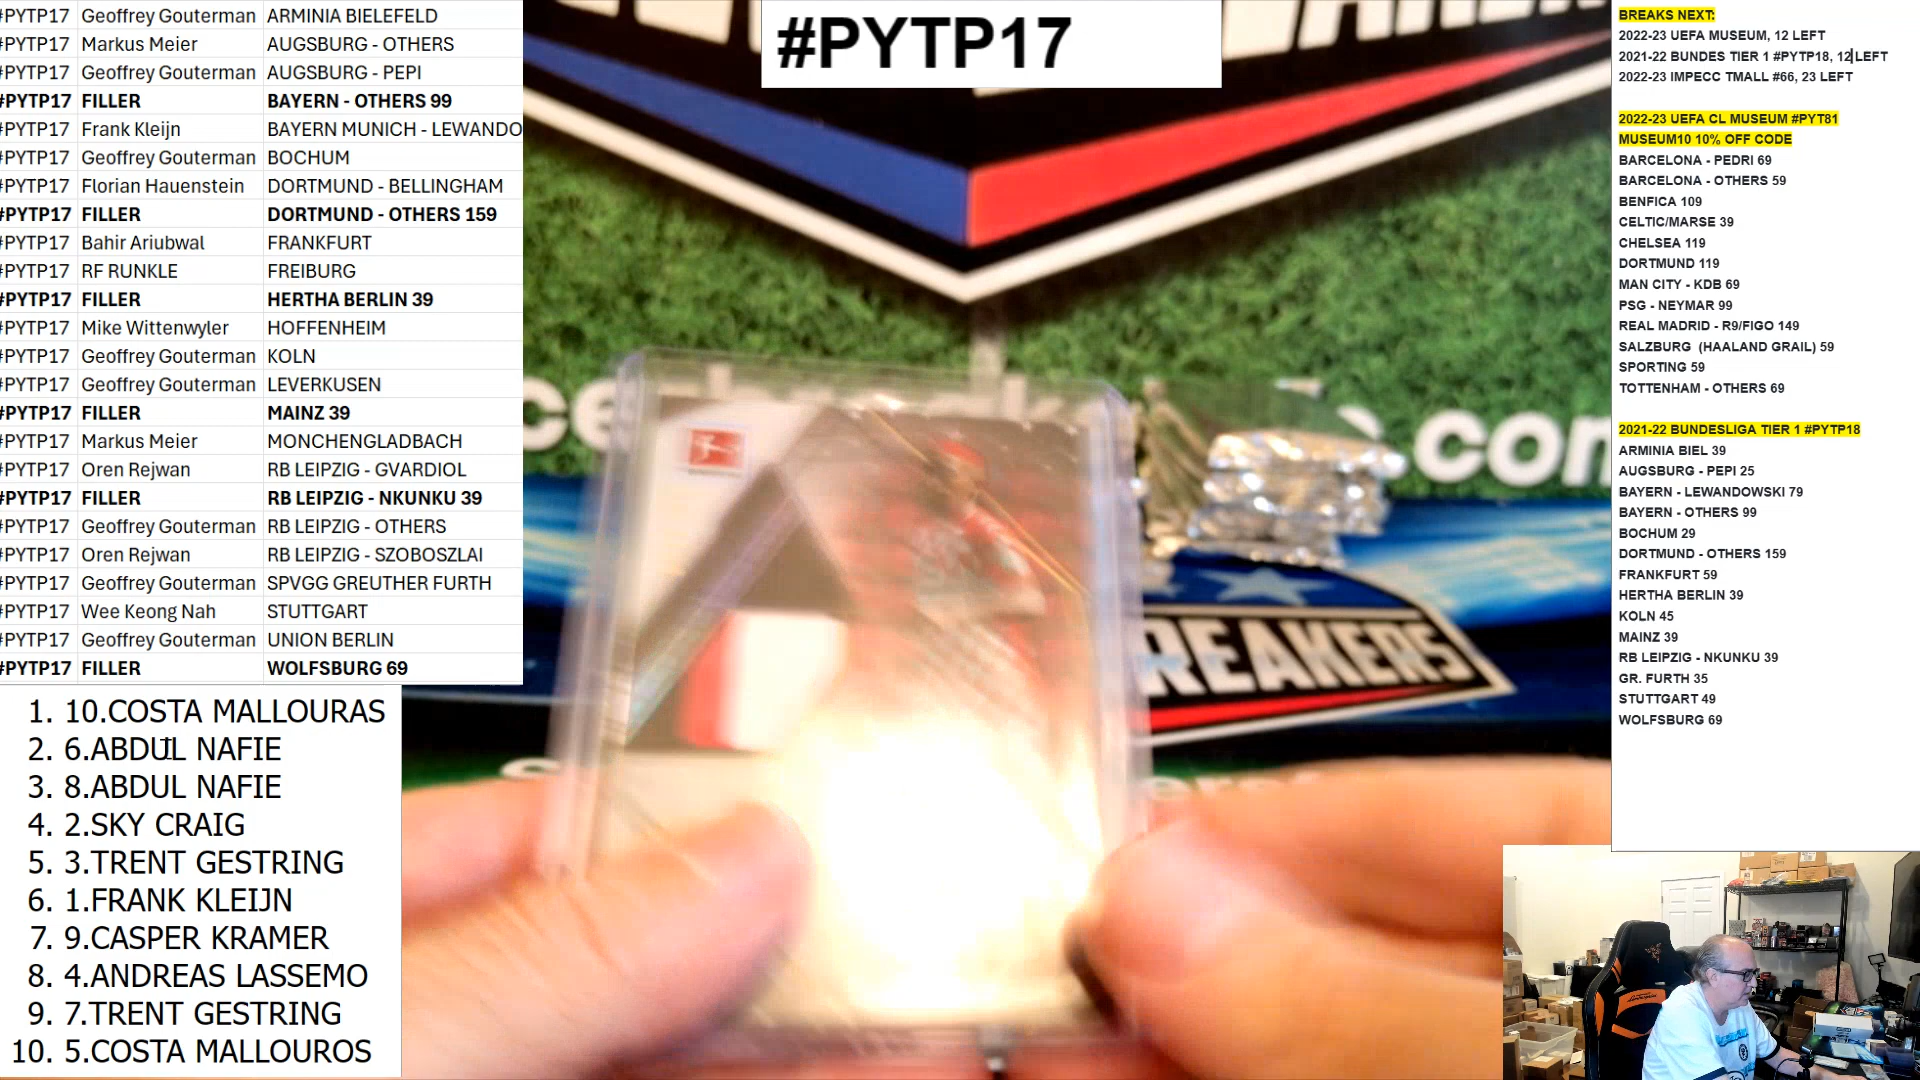 #PYTP17 Geoffrey Gouterman ARMINIA BIELEFELD
#PYTP17 Markus Meier AUGSBURG - OTHERS
#PYTP17 Geoffrey Gouterman AUGSBURG - PEPI
#PYTP17 FILLER BAYERN - OTHERS 99
#PYTP17 Frank Kleijn BAYERN MUNICH - LEWANDO
#PYTP17 Geoffrey Gouterman BOCHUM
#PYTP17 Florian Hauenstein DORTMUND - BELLINGHAM
#PYTP17 FILLER DORTMUND - OTHERS 159
#PYTP17 Bahir Ariubwal FRANKFURT
#PYTP17 RF RUNKLE FREIBURG
#PYTP17 FILLER HERTHA BERLIN 39
#PYTP17 Mike Wittenwyler HOFFENHEIM
#PYTP17 Geoffrey Gouterman KOLN
#PYTP17 Geoffrey Gouterman LEVERKUSEN
#PYTP17 FILLER MAINZ 39
#PYTP17 Markus Meier MONCHENGLADBACH
#PYTP17 Oren Rejwan RB LEIPZIG - GVARDIOL
#PYTP17 FILLER RB LEIPZIG - NKUNKU 39
#PYTP17 Geoffrey Gouterman RB LEIPZIG - OTHERS
#PYTP17 Oren Rejwan RB LEIPZIG - SZOBOSZLAI
#PYTP17 Geoffrey Gouterman SPVGG GREUTHER FURTH
#PYTP17 Wee Keong Nah STUTTGART
#PYTP17 Geoffrey Gouterman UNION BERLIN
#PYTP17 FILLER WOLFSBURG 69
1. 10.COSTA MALLOURAS
2. 6.ABDUL NAFIE
3. 8.ABDUL NAFIE
4. 2.SKY CRAIG
5. 3.TRENT GESTRING
6. 1.FRANK KLEIJN
7. 9.CASPER KRAMER
8. 4.ANDREAS LASSEMO
9. 7.TRENT GESTRING
10. 5.COSTA MALLOUROS
#PYTP17
com
REAKERS
BREAKS NEXT:
2022-23 UEFA MUSEUM, 12 LEFT
2021-22 BUNDES TIER 1 #PYTP18, 12 LEFT
2022-23 IMPECC TMALL #66, 23 LEFT
2022-23 UEFA CL MUSEUM #PYT81
MUSEUM10 10% OFF CODE
BARCELONA - PEDRI 69
BARCELONA - OTHERS 59
BENFICA 109
CELTIC/MARSE 39
CHELSEA 119
DORTMUND 119
MAN CITY - KDB 69
PSG - NEYMAR 99
REAL MADRID - R9/FIGO 149
SALZBURG (HAALAND GRAIL) 59
SPORTING 59
TOTTENHAM - OTHERS 69
2021-22 BUNDESLIGA TIER 1 #PYTP18
ARMINIA BIEL 39
AUGSBURG - PEPI 25
BAYERN - LEWANDOWSKI 79
BAYERN - OTHERS 99
BOCHUM 29
DORTMUND - OTHERS 159
FRANKFURT 59
HERTHA BERLIN 39
KOLN 45
MAINZ 39
RB LEIPZIG - NKUNKU 39
GR. FURTH 35
STUTTGART 49
WOLFSBURG 69